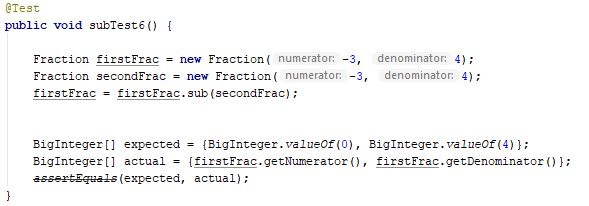 @Test
public void subTest6() {
Fraction firstFrac = new Fraction( numerator: -3, denominator: 4);
Fraction secondFrac = new Fraction( numerator: -3, denominator: 4);
firstFrac = firstFrac.sub(secondFrac);
BigInteger[] expected = {BigInteger.valueOf(0), BigInteger.valueOf(4)};
BigInteger[] actual = {firstFrac.getNumerator(), firstFrac.getDenominator()};
assertEquals(expected, actual);
}